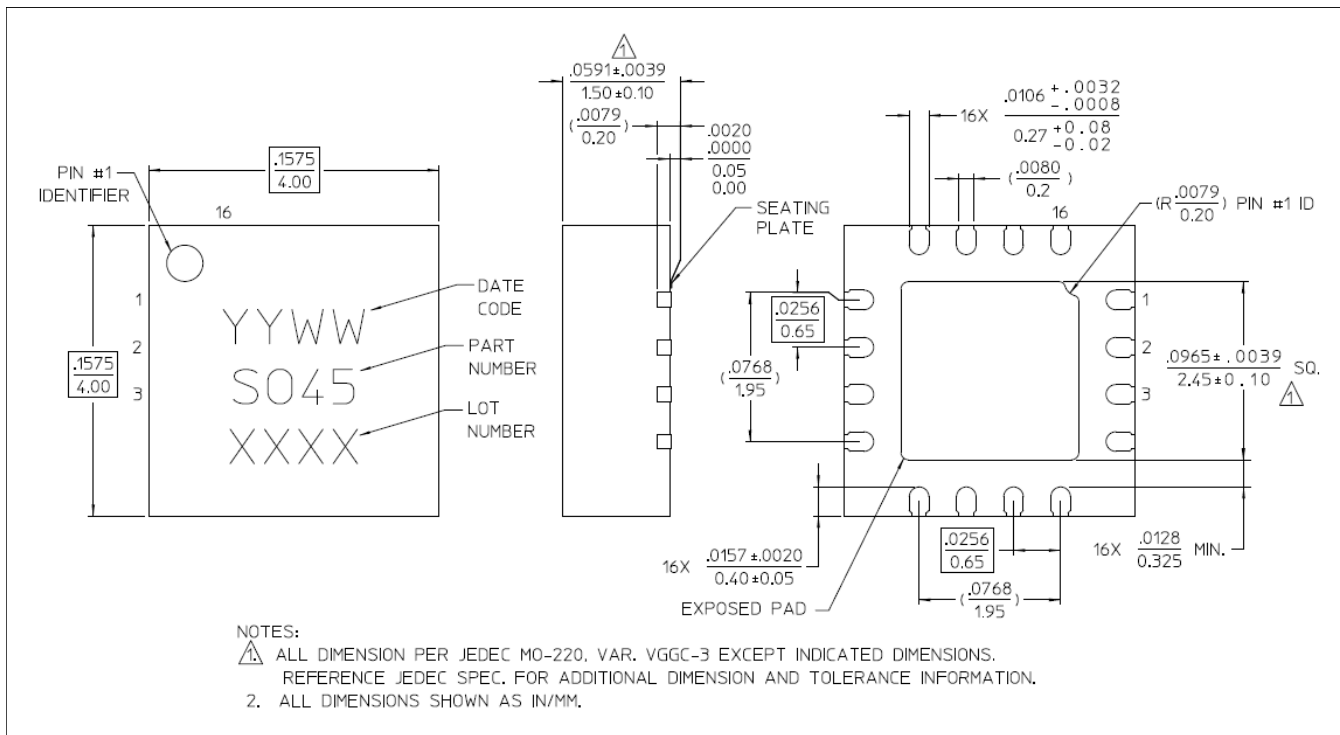 PIN #1
IDENTIFIER
.1575
4.00
16
1
2
3
.1575
4.00
YYWW
SO45
XXXX
DATE
CODE
PART
NUMBER
LOT
NUMBER
1
.0591±.0039
1.50±0.10
(.0079
0.20)
.0020
.0000
0.05
0.00
SEATING
PLATE
16X .0106 +.0032
-.0008
0.27 +0.08
-0.02
(.0080
0.2)
16
(R.0079
0.20) PIN #1 ID
.0256
0.65
(.0768
1.95)
1
2
3
.0965±.0039
2.45±0.10 SQ.
1
16X .0157±.0020
0.40±0.05
EXPOSED PAD
.0256
0.65
(.0768
1.95)
16X .0128
0.325 MIN.
NOTES:
1. ALL DIMENSION PER JEDEC MO-220, VAR. VGGC-3 EXCEPT INDICATED DIMENSIONS.
REFERENCE JEDEC SPEC. FOR ADDITIONAL DIMENSION AND TOLERANCE INFORMATION.
2. ALL DIMENSIONS SHOWN AS IN/MM.